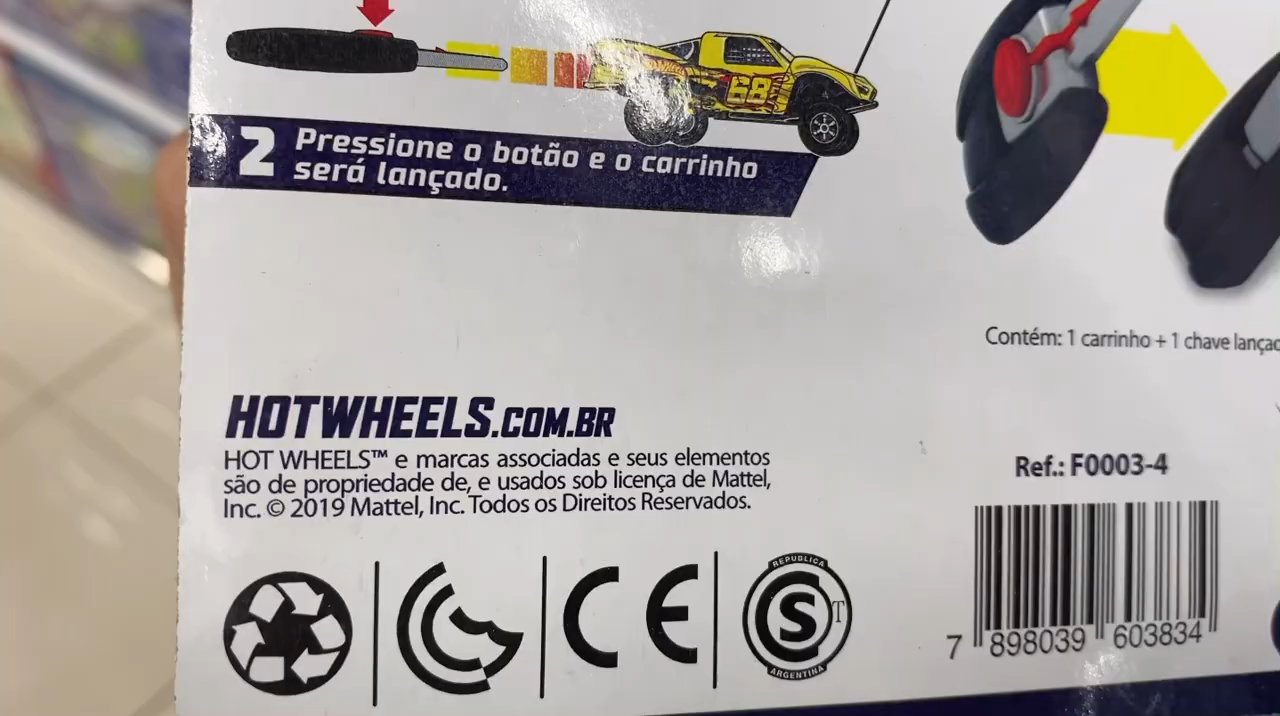 68
2 Pressione o botão e o carrinho
será lançado.
Contém: 1 carrinho + 1 chave
HOTWHEELS.COM.BR
HOT WHEELS™ e marcas associadas e seus elementos
são de propriedade de, e usados sob licença de Mattel,
Inc. © 2019 Mattel, Inc. Todos os Direitos Reservados.
Ref.: F0003-4
CE
REPUBLICA
S
T
ARGENTINA
7 898039 603834